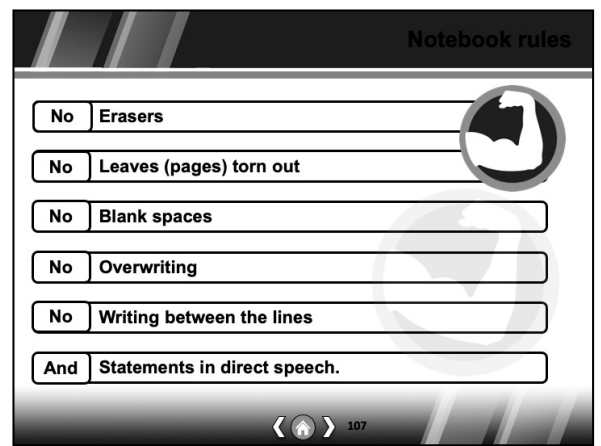 Notebook rules
No Erasers
No Leaves (pages) torn out
No Blank spaces
No Overwriting
No Writing between the lines
And Statements in direct speech.
107